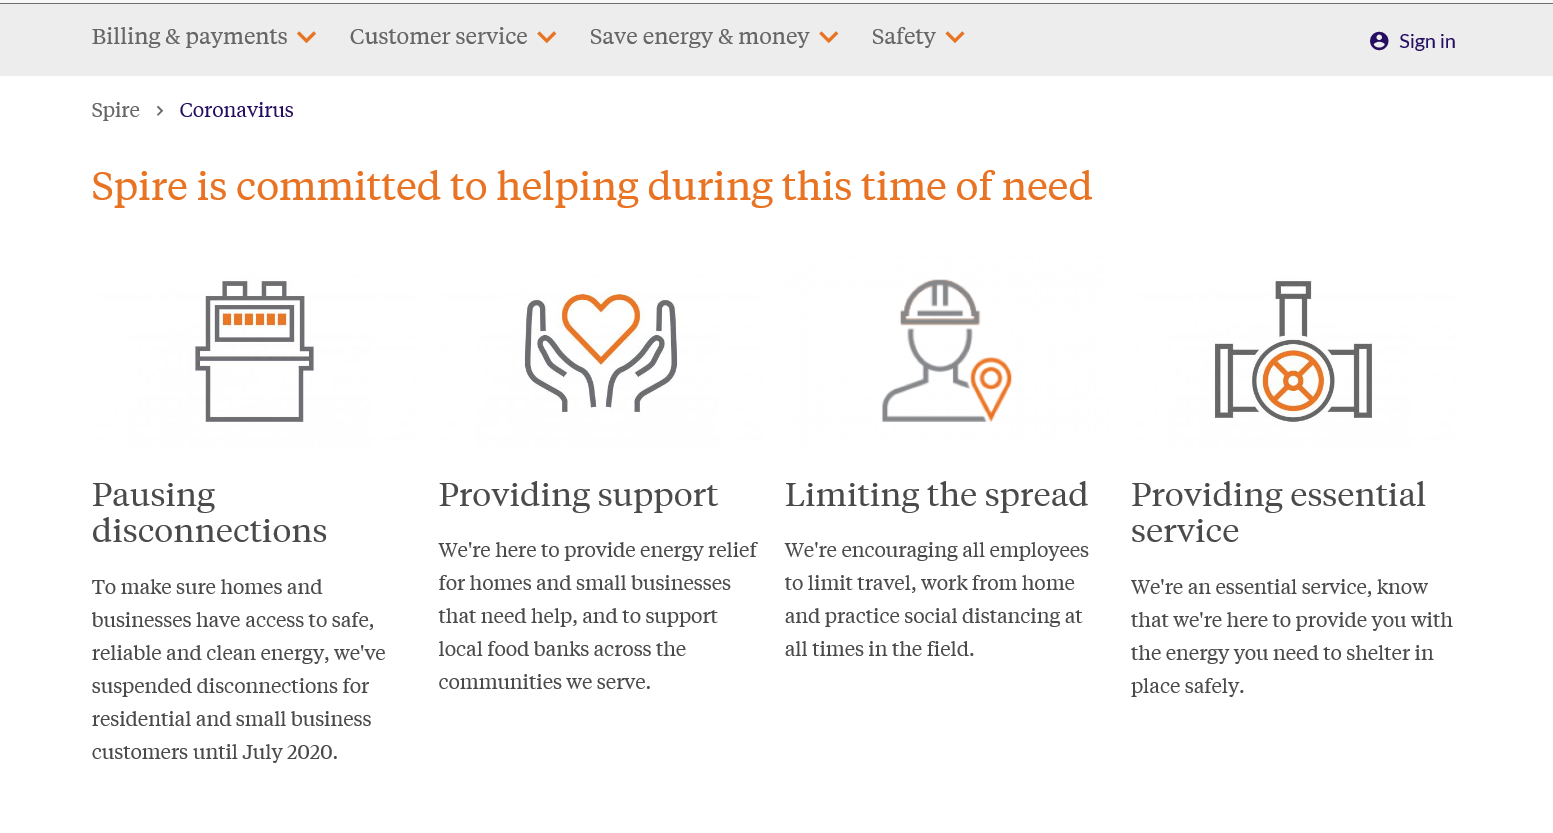 Billing & payments Customer service Save energy & money Safety Sign in
Spire > Coronavirus
Spire is committed to helping during this time of need
Pausing
disconnections
To make sure homes and
businesses have access to safe,
reliable and clean energy, we've
suspended disconnections for
residential and small business
customers until July 2020.
Providing support
We're here to provide energy relief
for homes and small businesses
that need help, and to support
local food banks across the
communities we serve.
Limiting the spread
We're encouraging all employees
to limit travel, work from home
and practice social distancing at
all times in the field.
Providing essential
service
We're an essential service, know
that we're here to provide you with
the energy you need to shelter in
place safely.